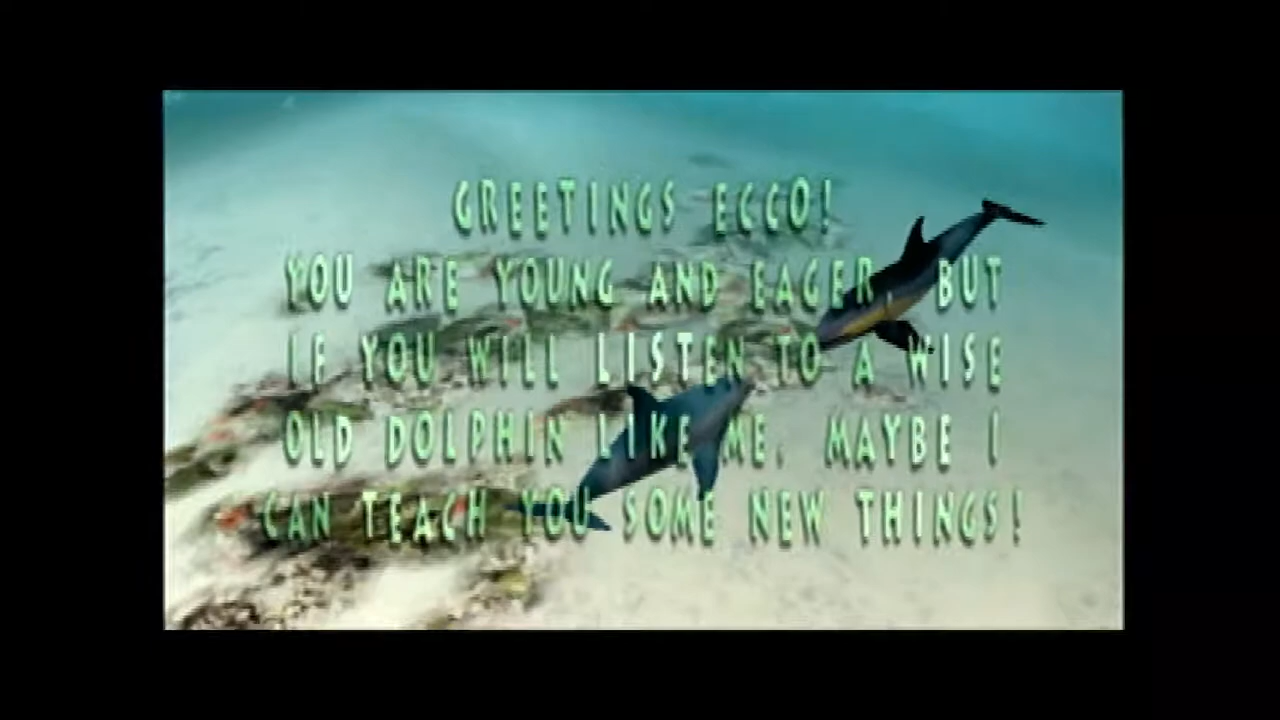 GREETINGS ECCO!
YOU ARE YOUNG AND EAGER, BUT
IF YOU WILL LISTEN TO A WISE
OLD DOLPHIN LIKE ME, MAYBE I
CAN TEACH YOU SOME NEW THINGS!